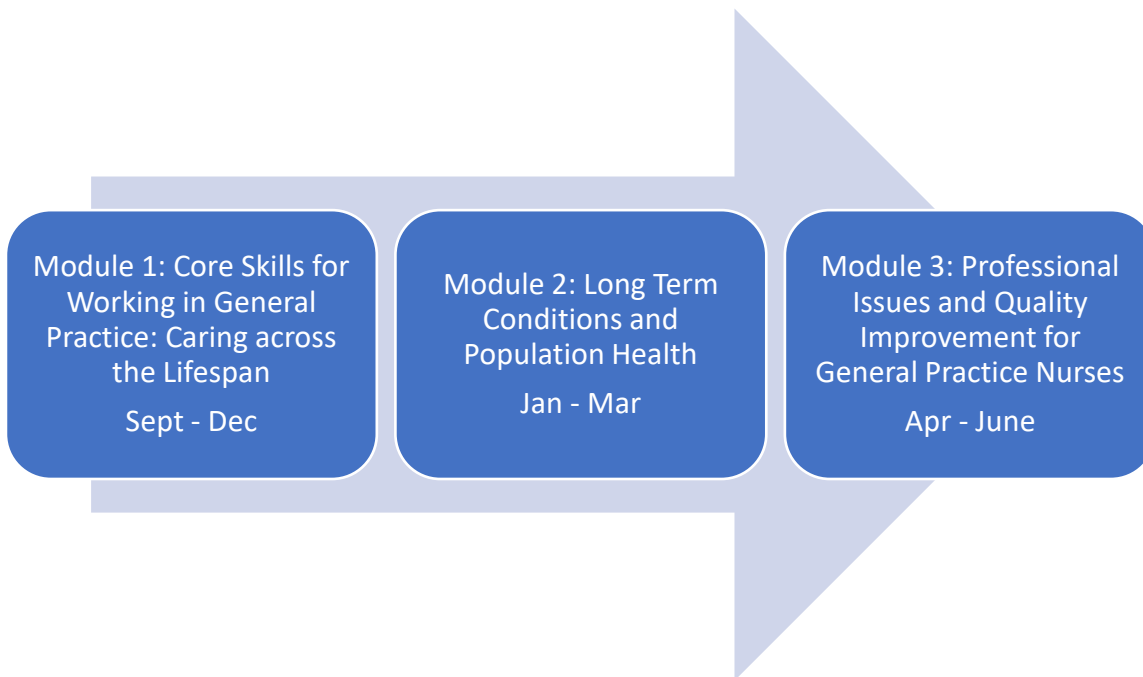 Module 1: Core Skills for
Working in General
Practice: Caring across
the Lifespan
Sept - Dec
Module 2: Long Term
Conditions and
Population Health
Jan - Mar
Module 3: Professional
Issues and Quality
Improvement for
General Practice Nurses
Apr - June